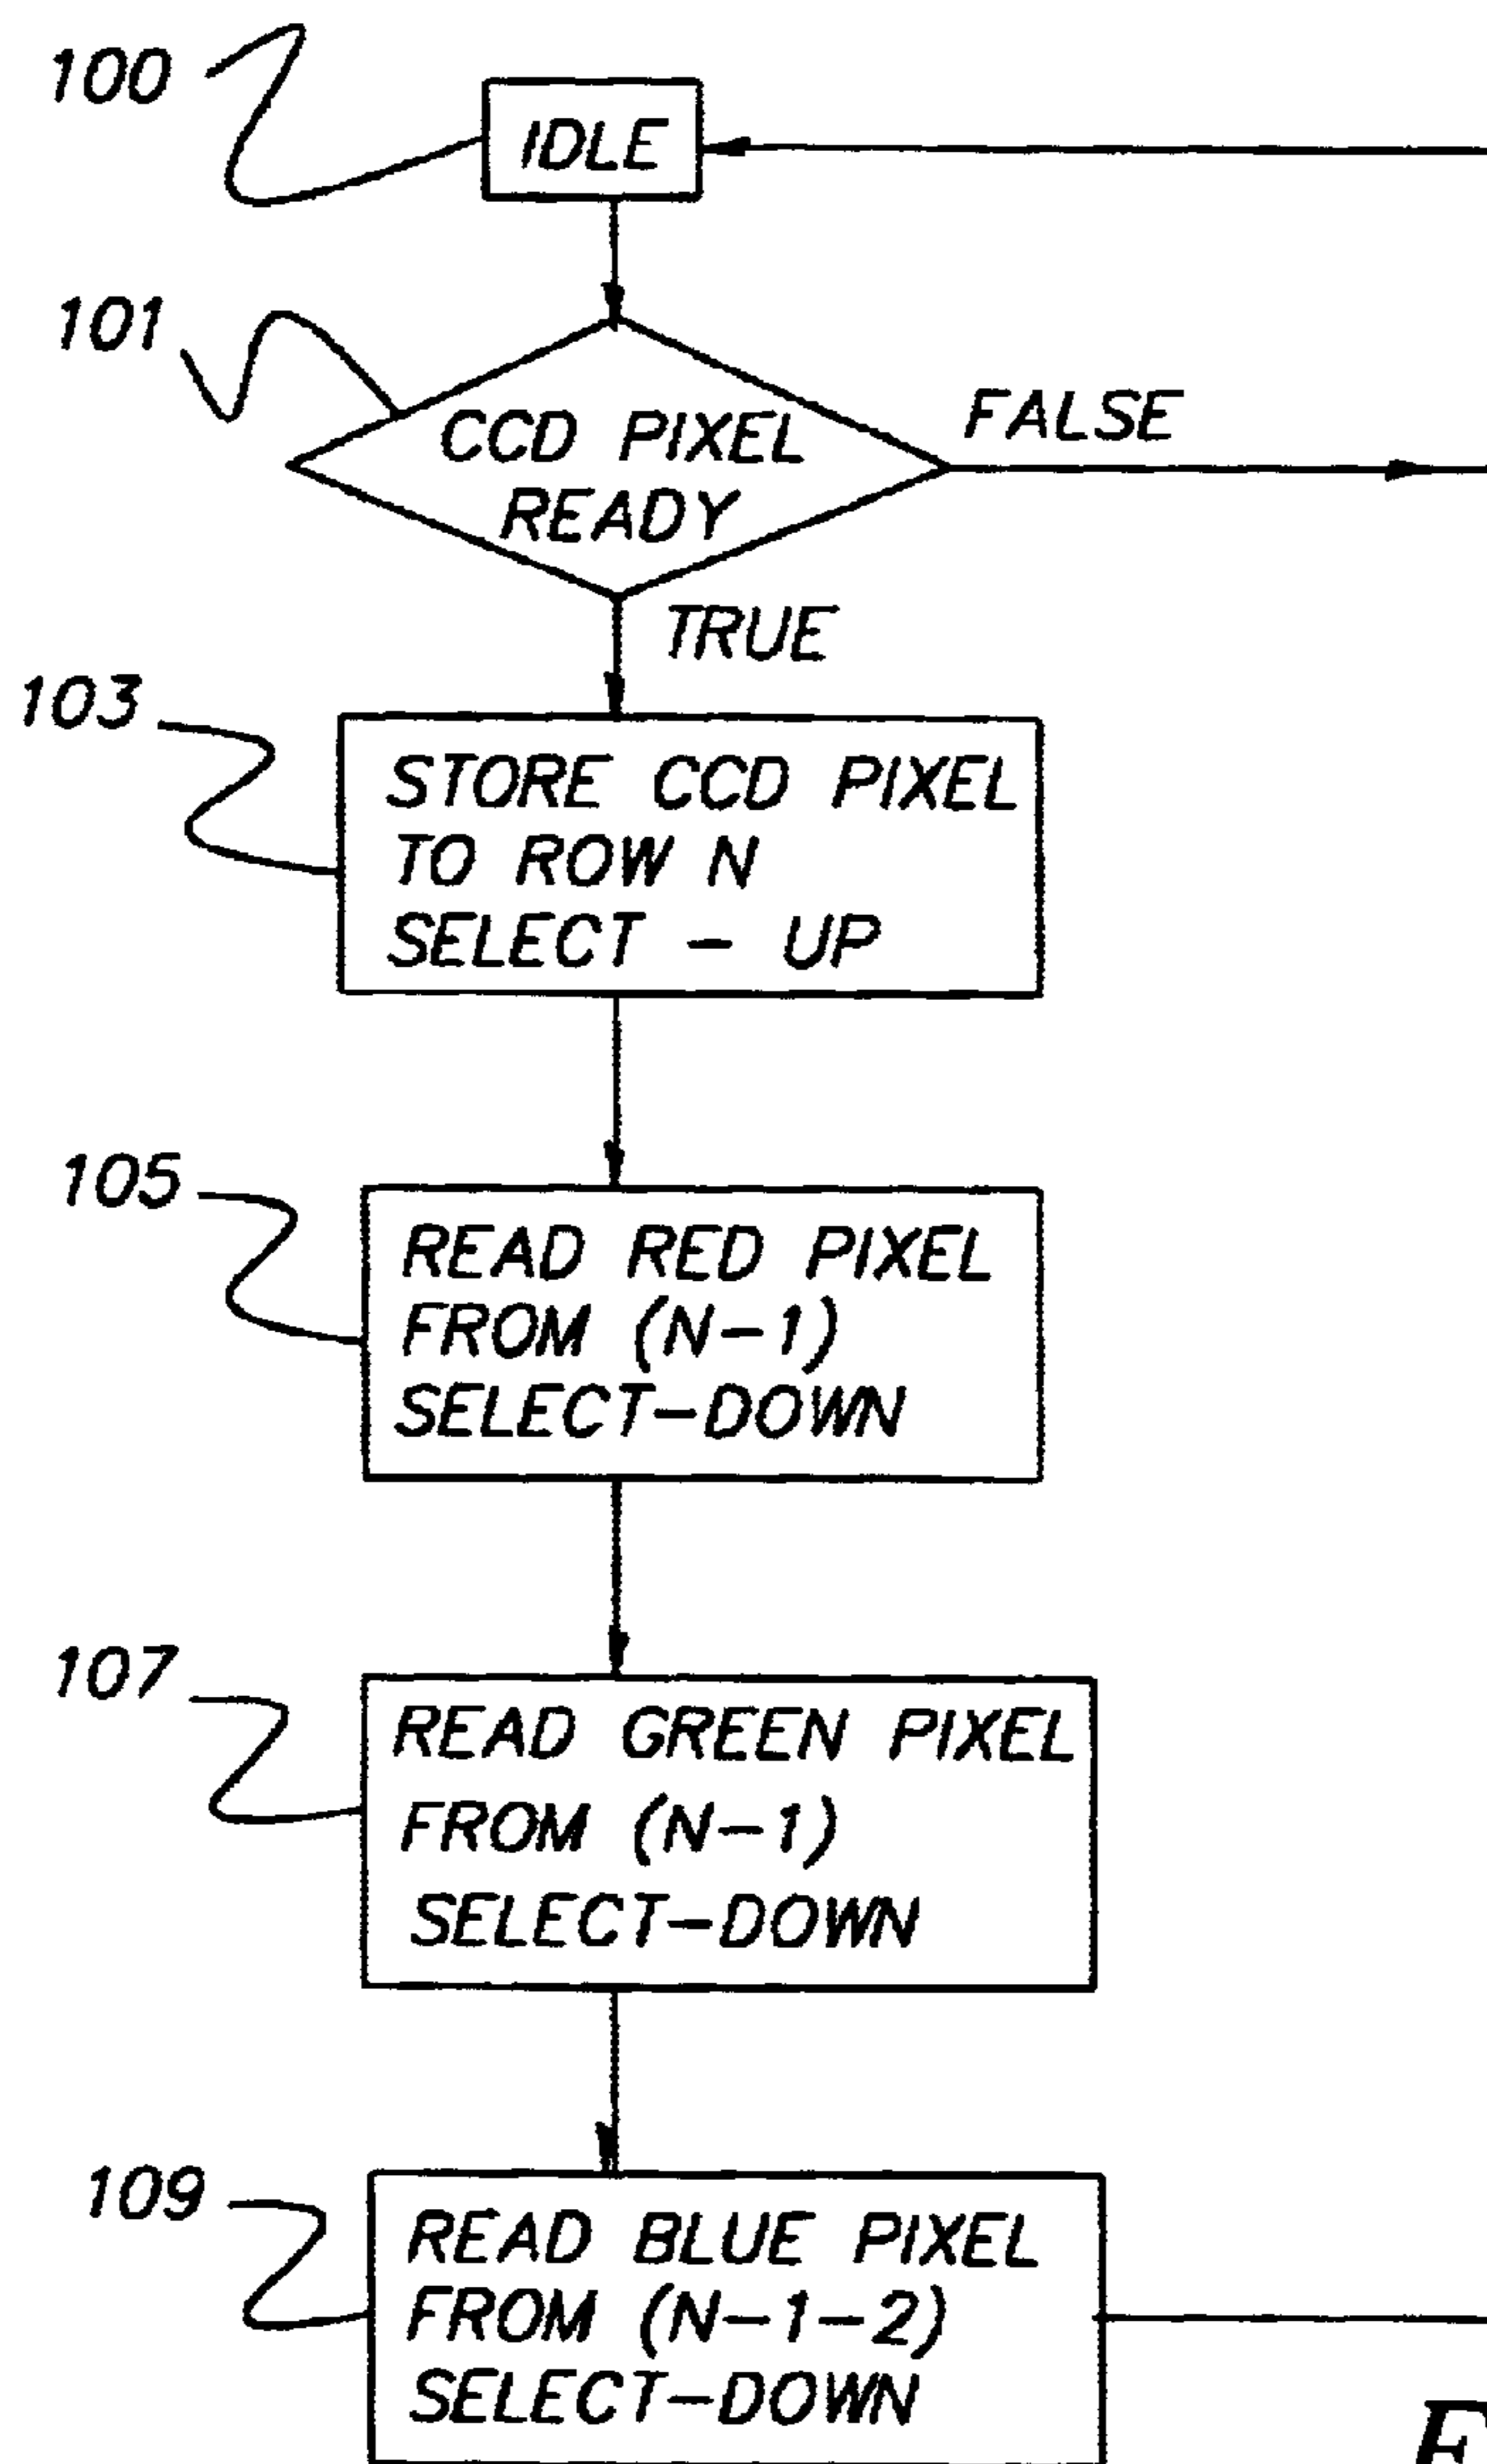 100
IDLE
101
CCD PIXEL
READY
FALSE
TRUE
103
STORE CCD PIXEL
TO ROW N
SELECT - UP
105
READ RED PIXEL
FROM (N-1)
SELECT-DOWN
107
READ GREEN PIXEL
FROM (N-1)
SELECT-DOWN
109
READ BLUE PIXEL
FROM (N-1-2)
SELECT-DOWN